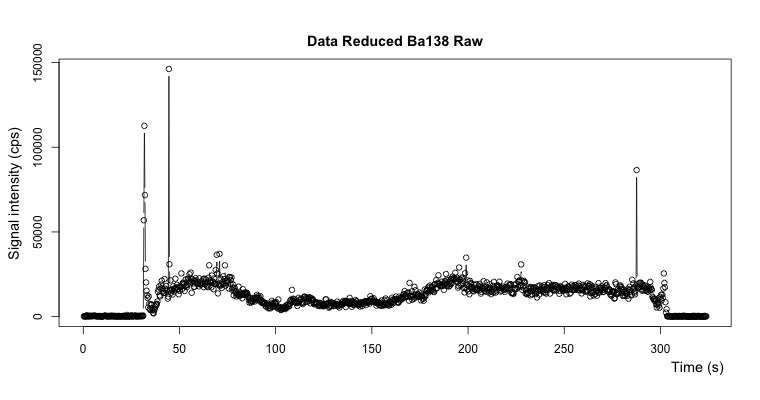 Data Reduced Ba138 Raw
Signal intensity (cps)
150000
100000
50000
0
0 50 100 150 200 250 300
Time (s)